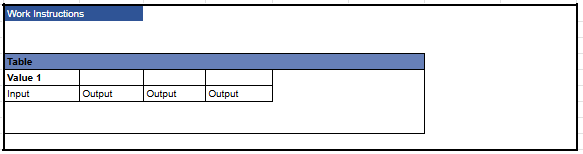 Work Instructions
Table
Value 1
Input Output Output Output